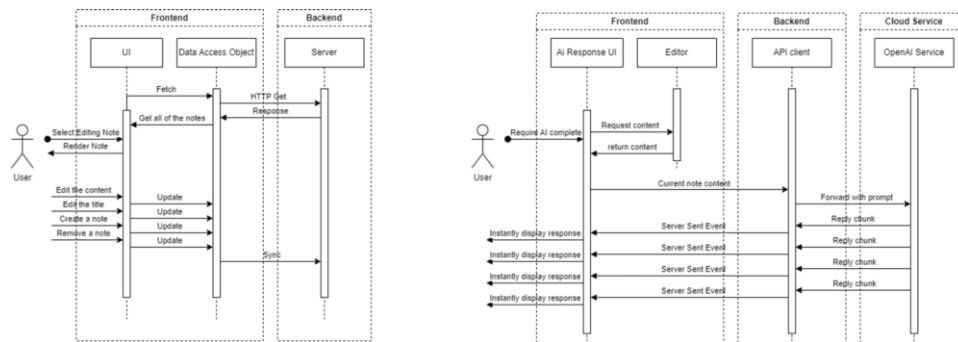 Frontend
Backend
UI
Data Access Object
Server
Fetch
HTTP Get
Response
Get all of the notes
Select Editing Note
Render Note
User
Edit the content
Update
Edit the title
Update
Create a note
Update
Remove a note
Update
Sync
Frontend
Backend
Cloud Service
Ai Response UI
Editor
API client
OpenAI Service
Request content
Require AI complete
return content
User
Current note content
Forward with prompt
Reply chunk
Server Sent Event
Instantly display response
Reply chunk
Server Sent Event
Instantly display response
Reply chunk
Server Sent Event
Instantly display response
Reply chunk
Server Sent Event
Instantly display response